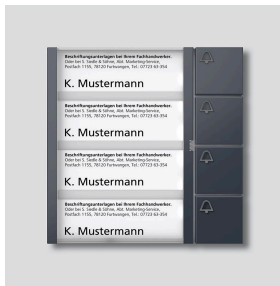 Beschriftungsunterlagen bei Ihrem Fachhandwerker.
Oder bei S. Siedle & Söhne, Abt. Marketing-Service,
Postfach 1155, 78120 Furtwangen, Tel.: 07723 63-354
K. Mustermann
Beschriftungsunterlagen bei Ihrem Fachhandwerker.
Oder bei S. Siedle & Söhne, Abt. Marketing-Service,
Postfach 1155, 78120 Furtwangen, Tel.: 07723 63-354
K. Mustermann
Beschriftungsunterlagen bei Ihrem Fachhandwerker.
Oder bei S. Siedle & Söhne, Abt. Marketing-Service,
Postfach 1155, 78120 Furtwangen, Tel.: 07723 63-354
K. Mustermann
Beschriftungsunterlagen bei Ihrem Fachhandwerker.
Oder bei S. Siedle & Söhne, Abt. Marketing-Service,
Postfach 1155, 78120 Furtwangen, Tel.: 07723 63-354
K. Mustermann